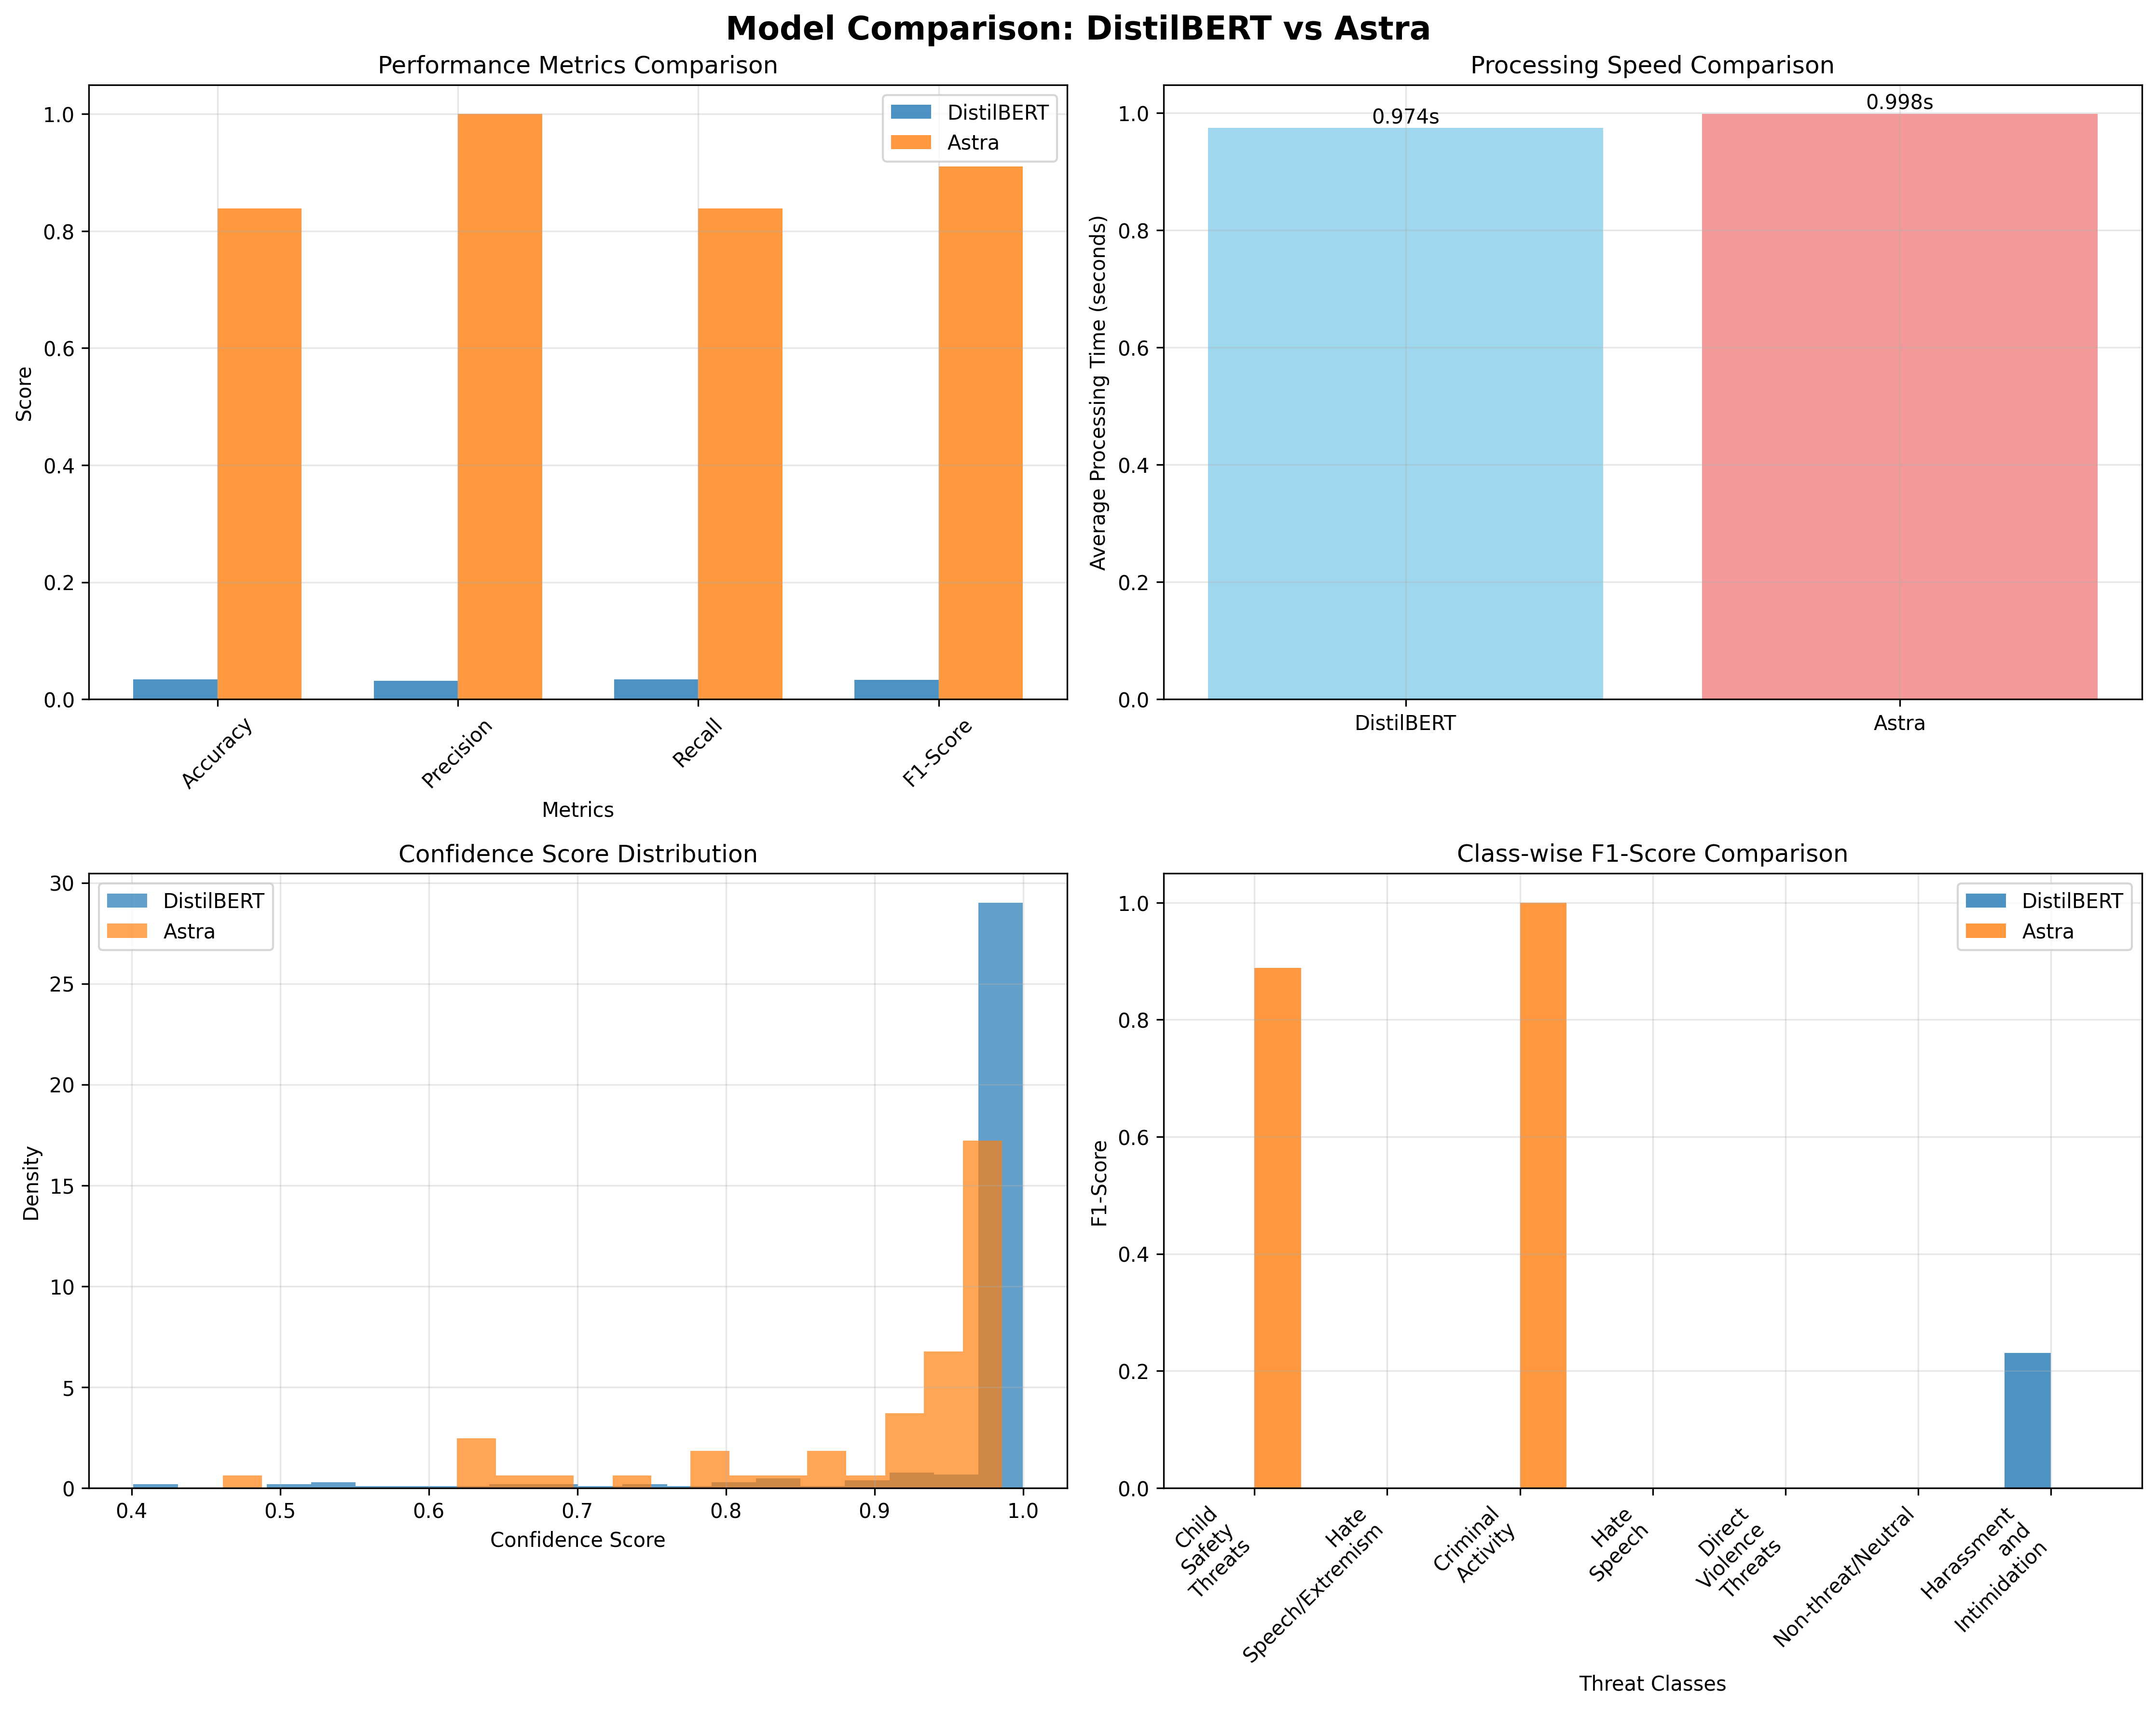 Model Comparison: DistilBERT vs Astra
Performance Metrics Comparison
DistilBERT
Astra
Score
1.0
0.8
0.6
0.4
0.2
0.0
Accuracy
Precision
Recall
F1-Score
Metrics
Processing Speed Comparison
0.974s
0.998s
Average Processing Time (seconds)
1.0
0.8
0.6
0.4
0.2
0.0
DistilBERT
Astra
Confidence Score Distribution
DistilBERT
Astra
Density
30
25
20
15
10
5
0
0.4
0.5
0.6
0.7
0.8
0.9
1.0
Confidence Score
Class-wise F1-Score Comparison
DistilBERT
Astra
F1-Score
1.0
0.8
0.6
0.4
0.2
0.0
Child
Safety
Threats
Hate
Speech/Extremism
Criminal
Activity
Hate
Speech
Direct
Violence
Threats
Non-threat/Neutral
Harassment
and
Intimidation
Threat Classes